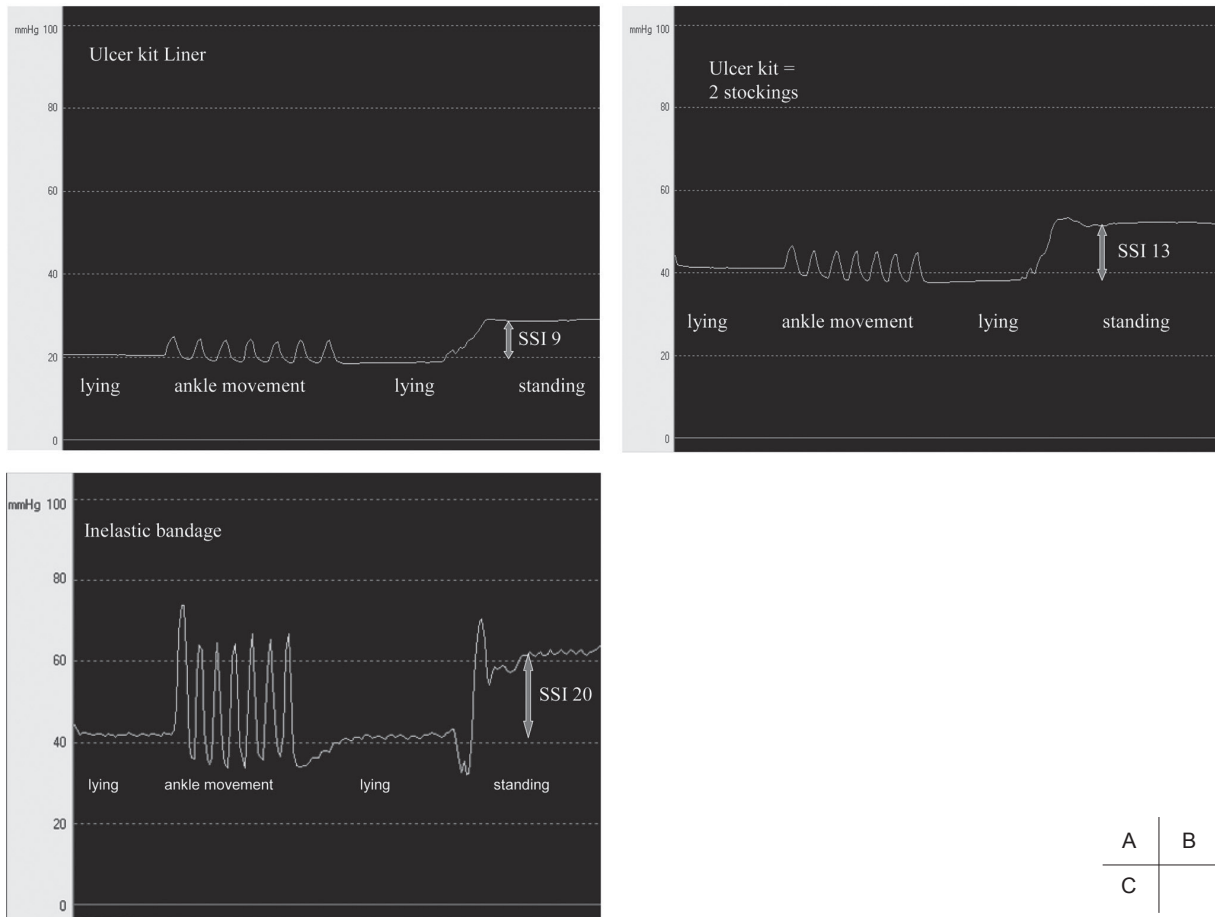 mmHg 100
Ulcer kit Liner
80
60
40
SSI 9
20
lying ankle movement lying standing
0
mmHg 100
Ulcer kit =
2 stockings
80
60
SSI 13
40
lying ankle movement lying standing
20
0
mmHg 100
Inelastic bandage
80
60
SSI 20
40
lying ankle movement lying standing
20
0
A B
C